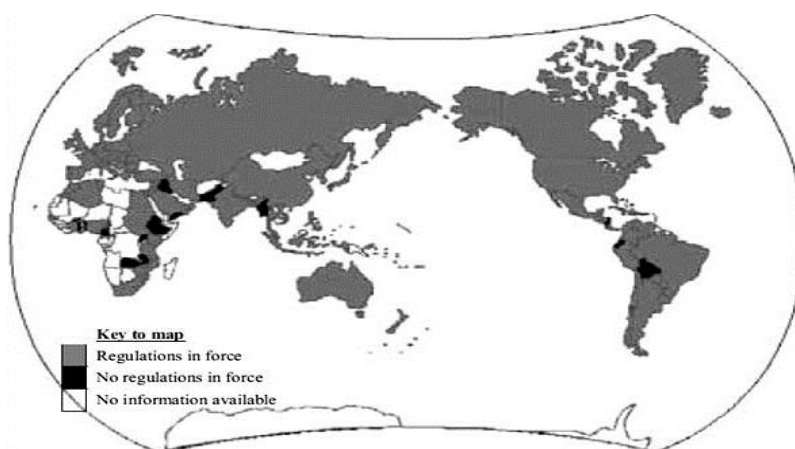 Key to map
Regulations in force
No regulations in force
No information available